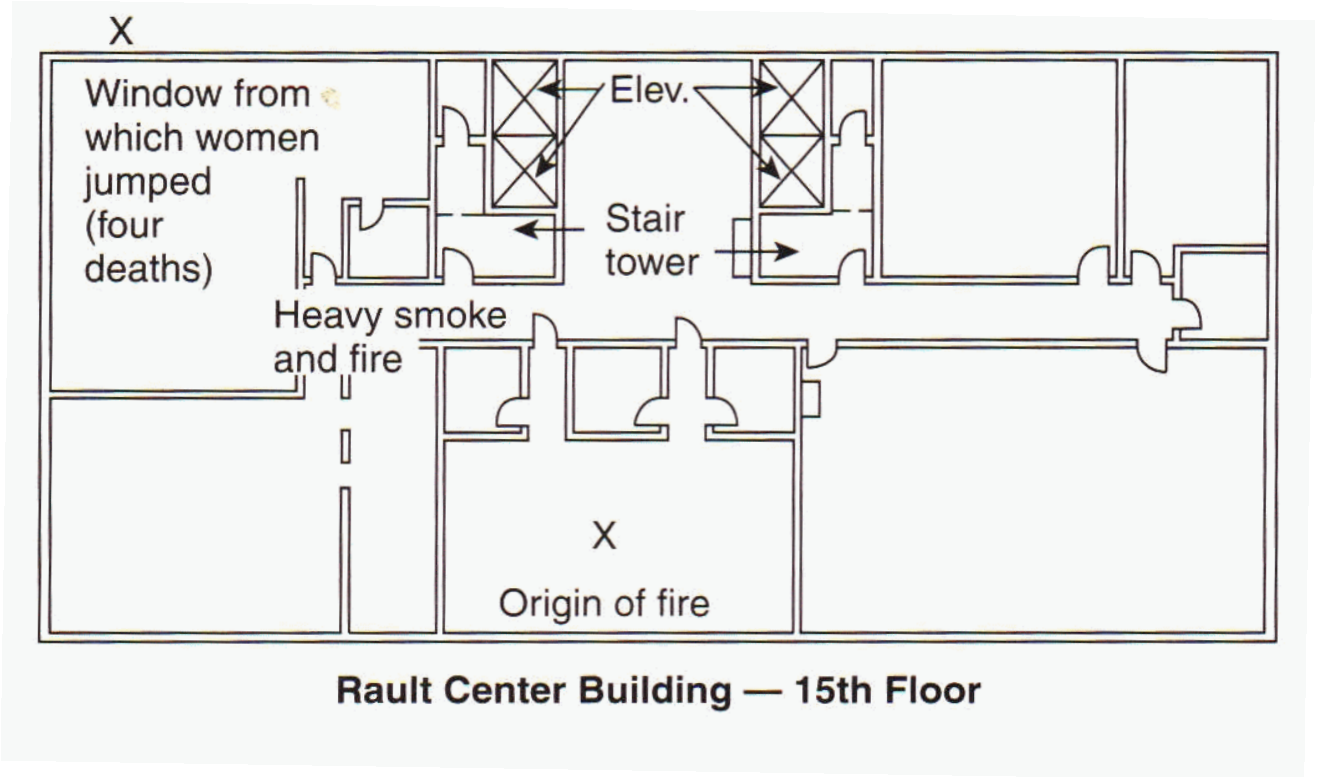 X
Window from
which women
jumped
(four
deaths)
Elev.
Stair
tower
Heavy smoke
and fire
X
Origin of fire
Rault Center Building — 15th Floor